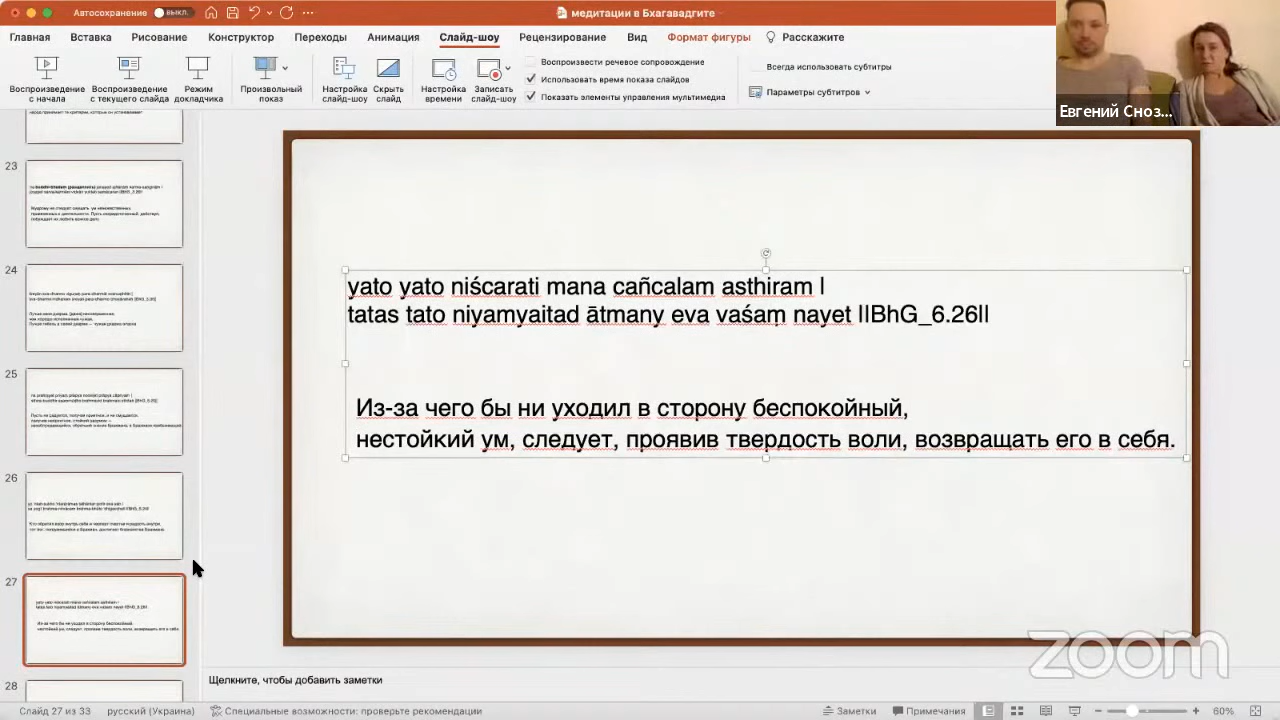 Автосохранение ВЫКЛ.
медитации в Бхагавадгите
Главная Вставка Рисование Конструктор Переходы Анимация Слайд-шоу Рецензирование Вид Формат фигуры Расскажите
Воспроизведение с начала
Воспроизведение с текущего слайда
Режим докладчика
Произвольный показ
Настройка слайд-шоу
Скрыть слайд
Настройка времени
Записать слайд-шоу
Воспроизвести речевое сопровождение
Использовать время показа слайдов
Показать элементы управления мультимедиа
Всегда использовать субтитры
Параметры субтитров
Евгений Сноз...
23
24
25
26
27
28
yato yato niścarati mana cañcalam asthiram |
tatas tato niyamyaitad ātmany eva vaśaṃ nayet ||BhG_6.26||
Из-за чего бы ни уходил в сторону беспокойный,
нестойкий ум, следует, проявив твердость воли, возвращать его в себя.
zoom
Щелкните, чтобы добавить заметки
Слайд 27 из 33 русский (Украина) Специальные возможности: проверьте рекомендации Заметки Примечания 60%